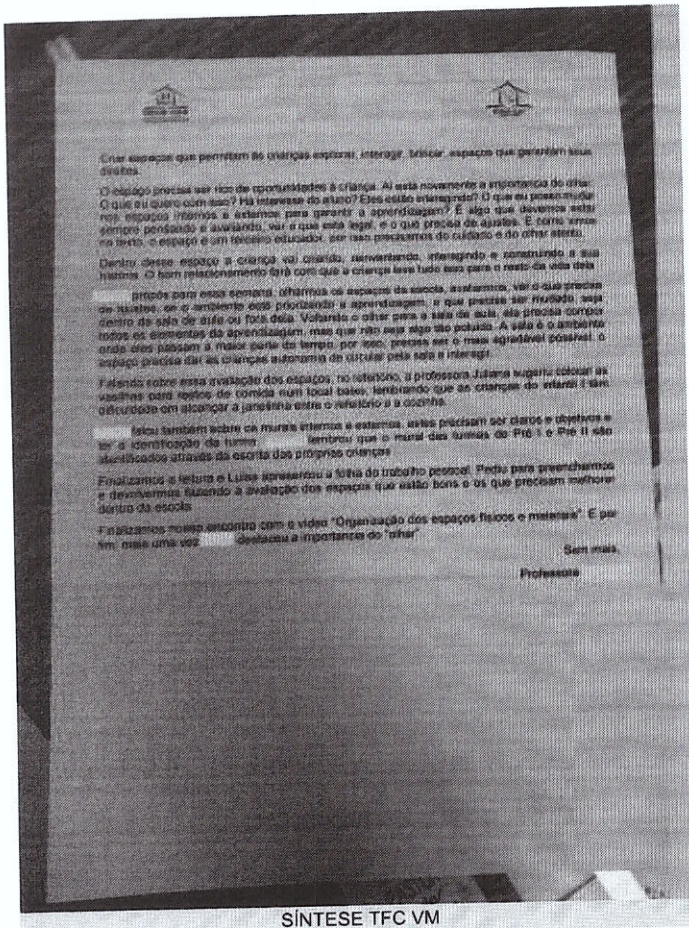 Criar espaços que permitam às crianças explorar, interagir, brincar, espaços que garantam seus
direitos.
O espaço precisa ser rico de oportunidades à criança. Aí está novamente a importância do olhar.
O que eu quero com isso? Há interesse do aluno? Eles estão interagindo? O que eu posso mudar
nos espaços internos e externos para garantir a aprendizagem? É algo que devemos estar
sempre pensando e avaliando, ver o que está legal, e o que precisa de ajustes. E como vimos
no texto, o espaço é um terceiro educador, por isso precisamos do cuidado e do olhar atento.
Dentro desse espaço a criança vai criando, reinventando, interagindo e construindo a sua
história. O bom relacionamento fará com que a criança leve tudo isso para o resto da vida dela
propôs para essa semana, olharmos os espaços da escola, avaliarmos, ver o que precisa
de ajustes, se o ambiente está priorizando a aprendizagem, o que precisa ser mudado, seja
dentro da sala de aula ou fora dela. Voltando o olhar para a sala de aula, ela precisa compor
todos os elementos da aprendizagem, mas que não seja algo tão poluído. A sala é o ambiente
onde eles passam a maior parte do tempo, por isso, precisa ser o mais agradável possível, o
espaço precisa dar às crianças autonomia de circular pela sala e interagir.
Falando sobre essa avaliação dos espaços, no refeitório, a professora Juliana sugeriu colocar as
vasilhas para restos de comida num local baixo, lembrando que as crianças do infantil I têm
dificuldade em alcançar a janelinha entre o refeitório e a cozinha.
falou também sobre os murais internos e externos, estes precisam ser claros e objetivos e
ter a identificação da turma. lembrou que o mural das turmas do Pré I e Pré II são
identificados através da escrita das próprias crianças
Finalizamos a leitura e Luisa apresentou a folha do trabalho pessoal. Pediu para preenchermos
e devolvermos fazendo a avaliação dos espaços que estão bons e os que precisam melhorar
dentro da escola.
Finalizamos nosso encontro com o vídeo "Organização dos espaços físicos e materiais". E por
fim, mais uma vez destacou a importância do "olhar"
Sem mais,
Professora
SÍNTESE TFC VM